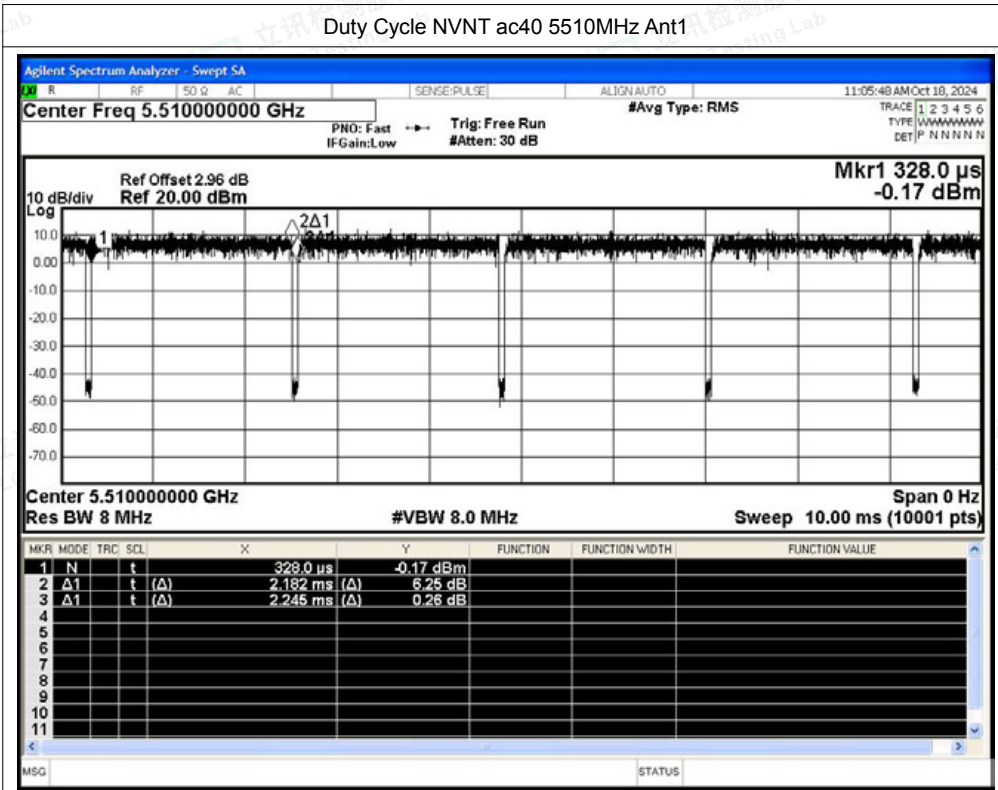 Duty Cycle NVNT ac40 5510MHz Ant1
Agilent Spectrum Analyzer - Swept SA
R RF 50 Ω AC SENSE:PULSE ALIGN AUTO 11:05:48 AM Oct 18, 2024
Center Freq 5.510000000 GHz #Avg Type: RMS TRACE 1 2 3 4 5 6
PNO: Fast Trig: Free Run TYPE WWWWWW
IFGain:Low #Atten: 30 dB DET P N N N N N
Mkr1 328.0 µs
Ref Offset 2.96 dB
10 dB/div Ref 20.00 dBm -0.17 dBm
Log
2Δ1
10.0 1
0.00
-10.0
-20.0
-30.0
-40.0
-50.0
-60.0
-70.0
Center 5.510000000 GHz Span 0 Hz
Res BW 8 MHz #VBW 8.0 MHz Sweep 10.00 ms (10001 pts)
MKR MODE TRC SCL X Y FUNCTION FUNCTION WIDTH FUNCTION VALUE
1 N t 328.0 µs -0.17 dBm
2 Δ1 t (Δ) 2.182 ms (Δ) 6.25 dB
3 Δ1 t (Δ) 2.245 ms (Δ) 0.26 dB
4
5
6
7
8
9
10
11
MSG STATUS